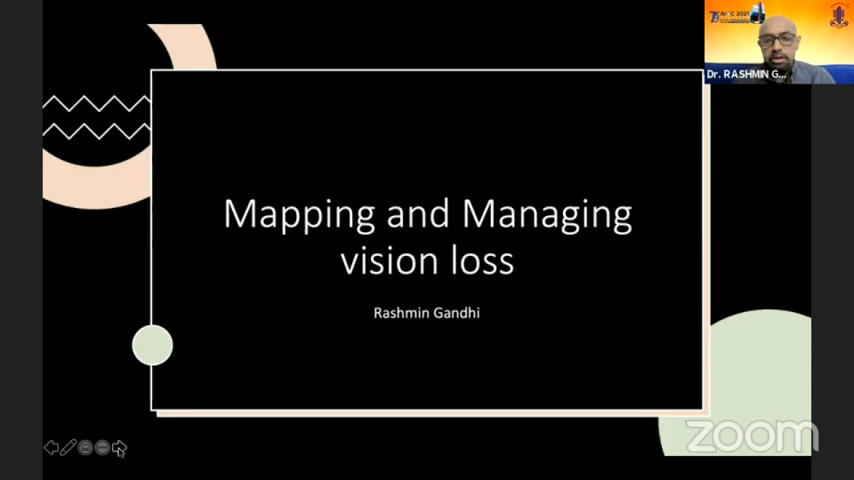 Mapping and Managing
vision loss
Rashmin Gandhi
Dr. RASHMIN G...
zoom